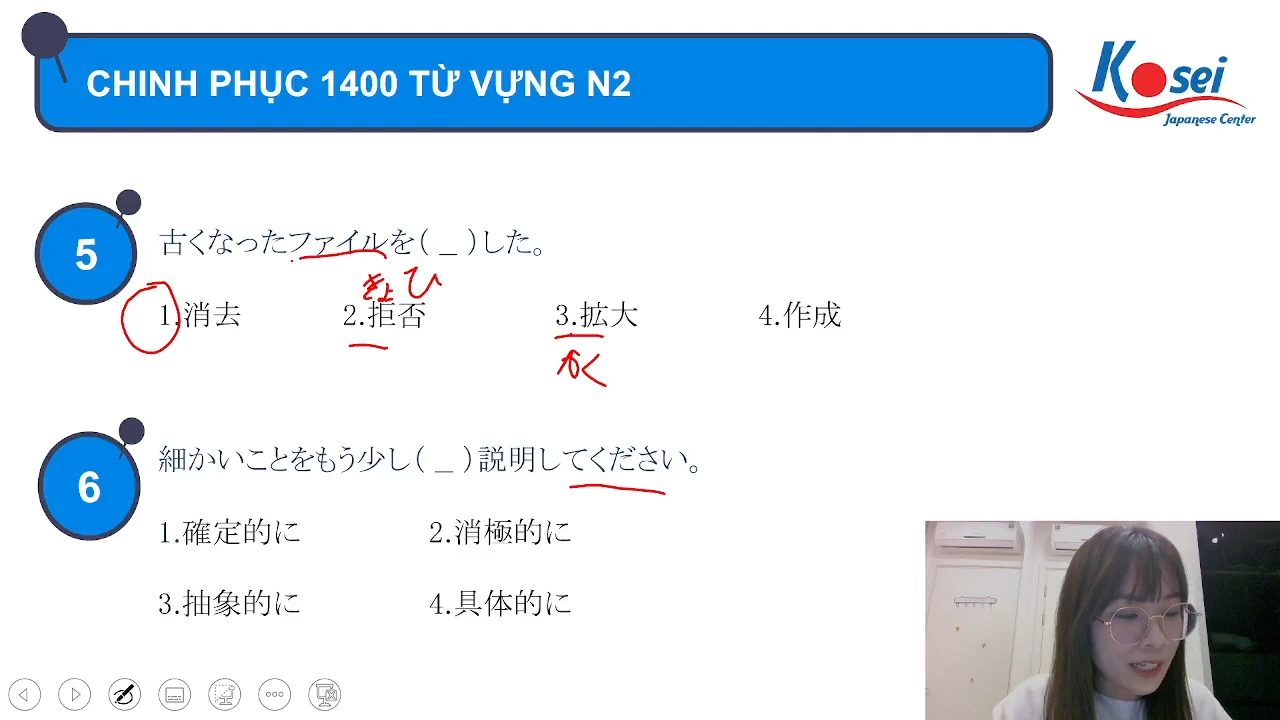 CHINH PHỤC 1400 TỪ VỰNG N2
Kosei
Japanese Center
5
古くなったファイルを( _ )した。
きょひ
1.消去 2.拒否 3.拡大 4.作成
かく
6
細かいことをもう少し( _ )説明してください。
1.確定的に 2.消極的に
3.抽象的に 4.具体的に